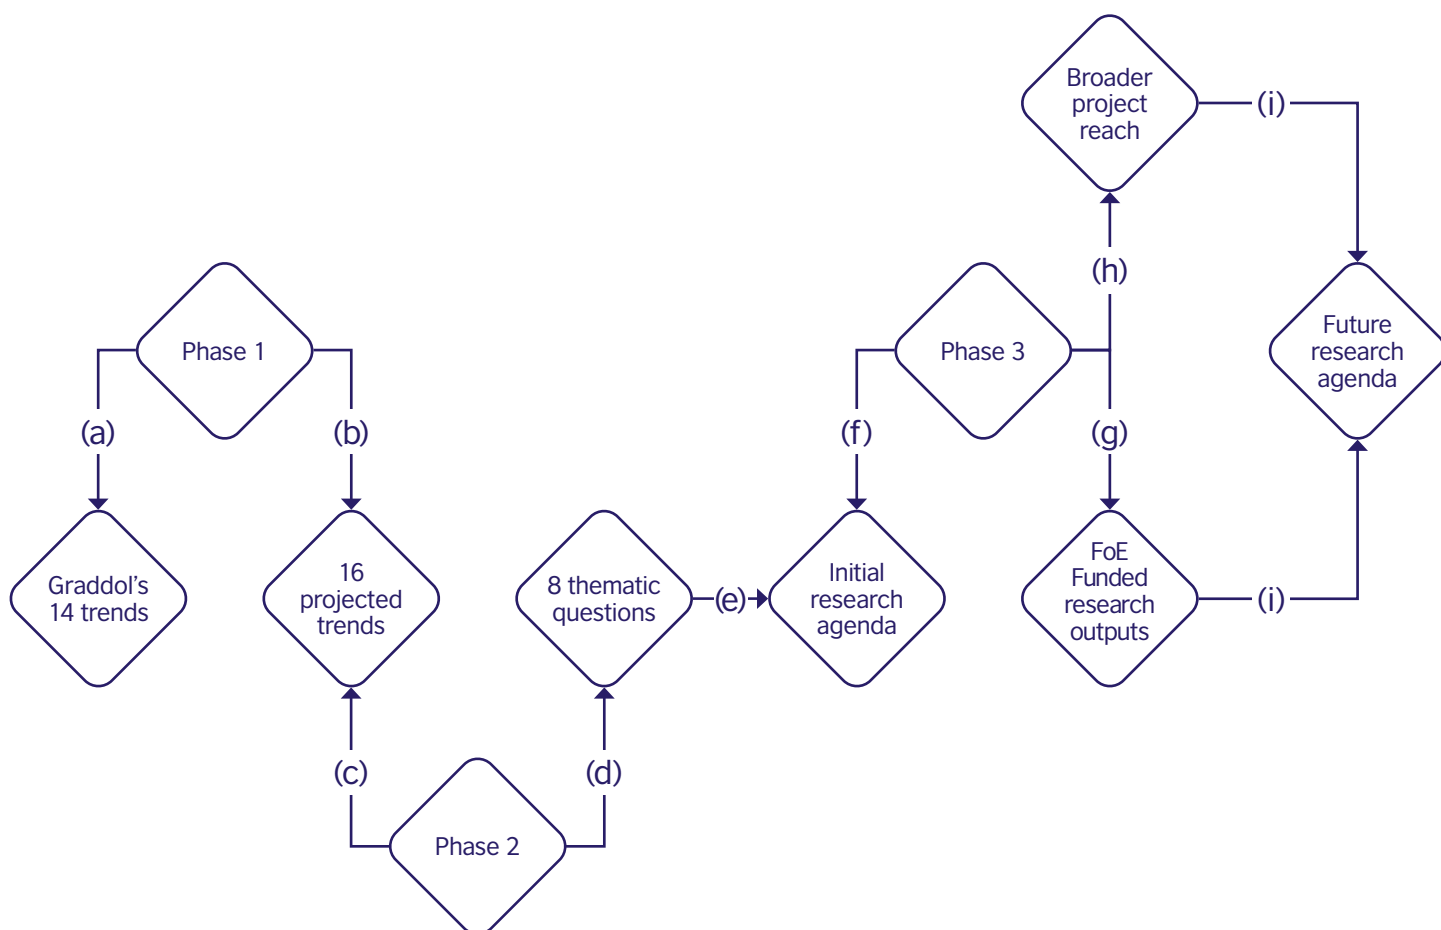 Phase 1
(a)
(b)
Graddol's
14 trends
16
projected
trends
(c)
Phase 2
(d)
8 thematic
questions
(e)
Initial
research
agenda
(f)
Phase 3
(h)
(g)
Broader
project
reach
(i)
FoE
Funded
research
outputs
(i)
Future
research
agenda